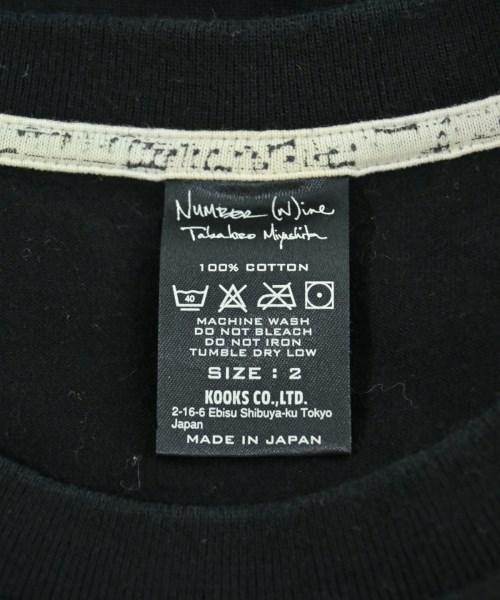 NUMBER (N)ine
Takahiro Miyashita
100% COTTON
40
MACHINE WASH
DO NOT BLEACH
DO NOT IRON
TUMBLE DRY LOW
SIZE : 2
KOOKS CO.,LTD.
2-16-6 Ebisu Shibuya-ku Tokyo
Japan
MADE IN JAPAN